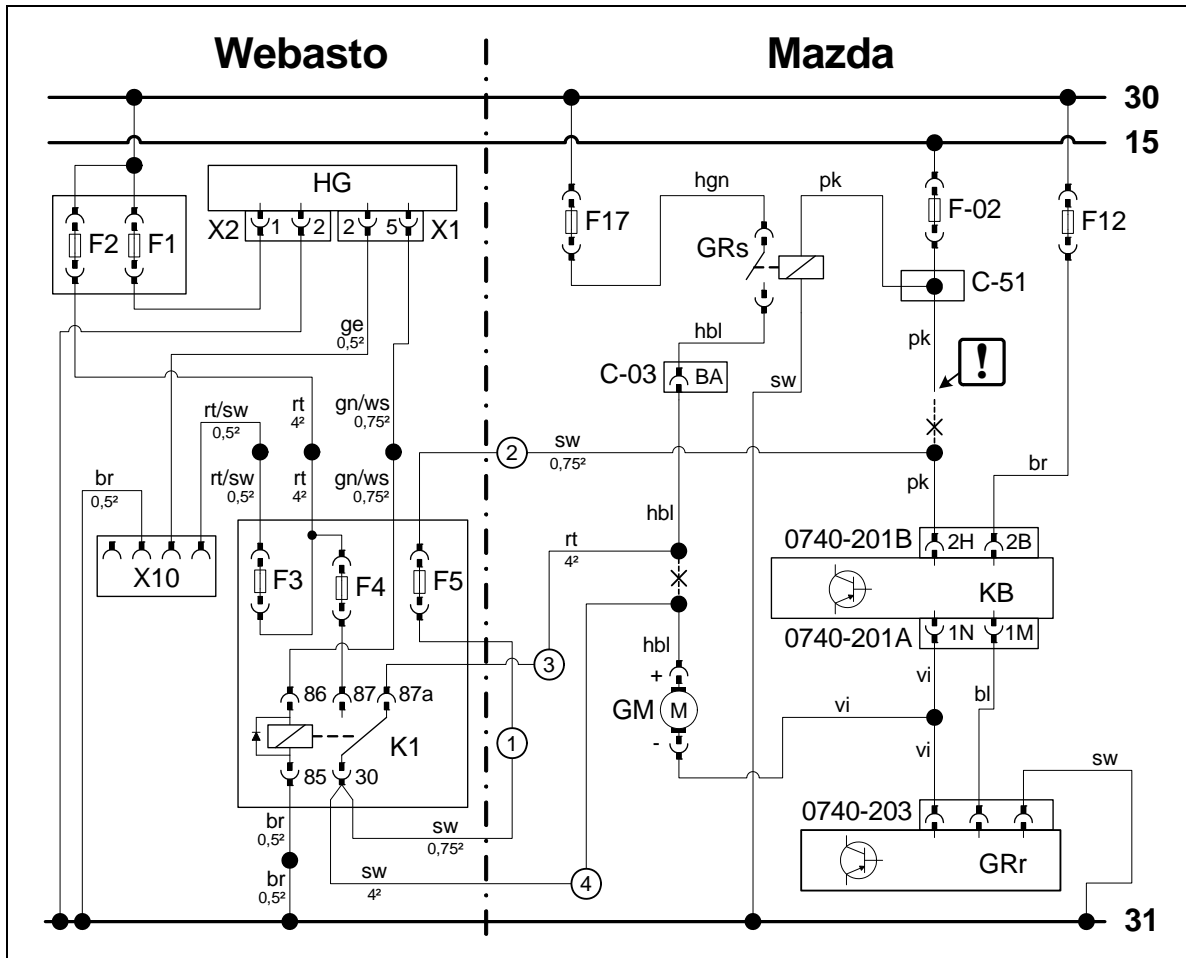 Webasto Mazda
30
15
HG
X2 1 2 2 5 X1
F2 F1
hgn pk
F17 F-02 F12
GRs
C-51
ge
0,5²
hbl
pk !
C-03 BA
sw
rt/sw
0,5²
rt
4²
gn/ws
0,75²
2 sw
0,75²
br
0,5²
rt/sw
0,5²
rt
4²
gn/ws
0,75²
pk br
hbl
rt
4²
0740-201B 2H 2B
X10
F3 F4 F5
KB
0740-201A 1N 1M
3
hbl
vi bl
86 87 87a
+
GM M
-
vi
vi
K1
1
85 30
sw
br
0,5²
sw
0,75²
0740-203
br
0,5²
sw
4²
4
GRr
31